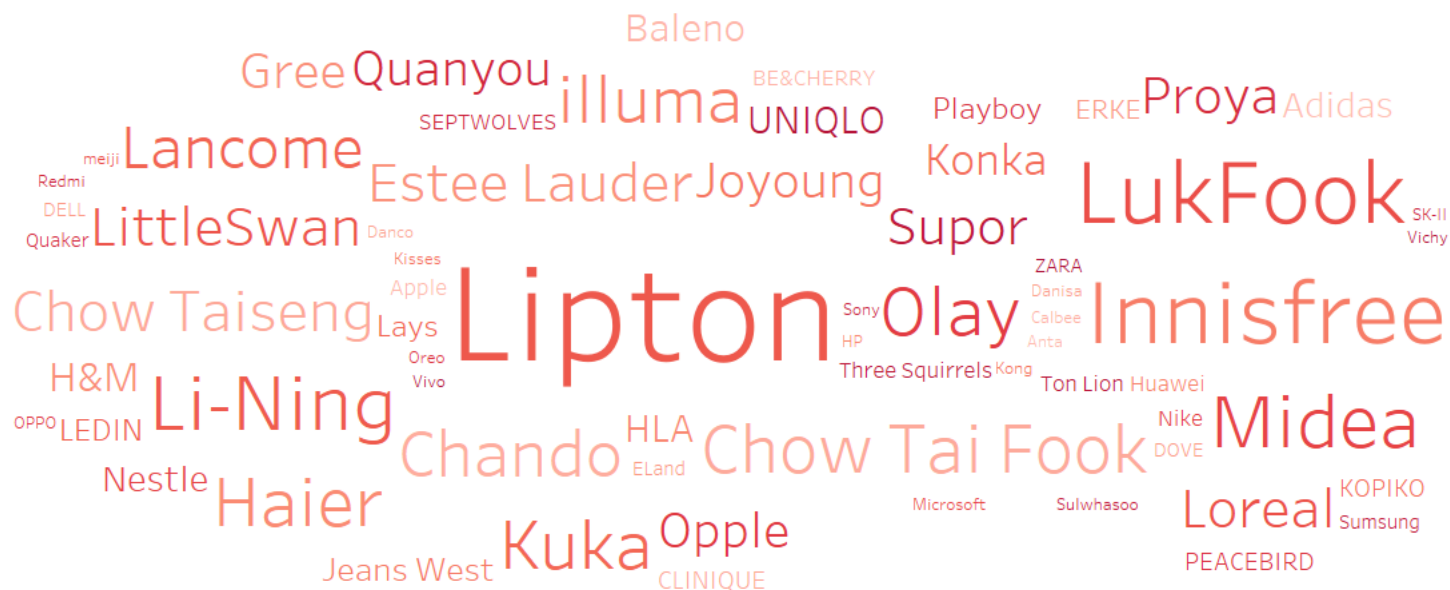 Baleno
Gree
Quanyou
illuma
BE&CHERRY
SEPTWOLVES
UNIQLO
Playboy
ERKE
Proya
Adidas
meiji
Lancome
Estee Lauder
Joyoung
Konka
LukFook
Redmi
DELL
Quaker
LittleSwan
Danco
Supor
SK-II
Vichy
Kisses
Apple
Chow Taiseng
Lays
Oreo
Vivo
Lipton
Sony
HP
Olay
ZARA
Danisa
Calbee
Anta
Innisfree
Three Squirrels
Kong
Ton Lion
Huawei
H&M
OPPO
LEDIN
Li-Ning
Chando
HLA
ELand
Chow Tai Fook
Nike
DOVE
Midea
Nestle
Haier
Microsoft
Sulwhasoo
Loreal
KOPIKO
Sumsung
Jeans West
Kuka
Opple
CLINIQUE
PEACEBIRD